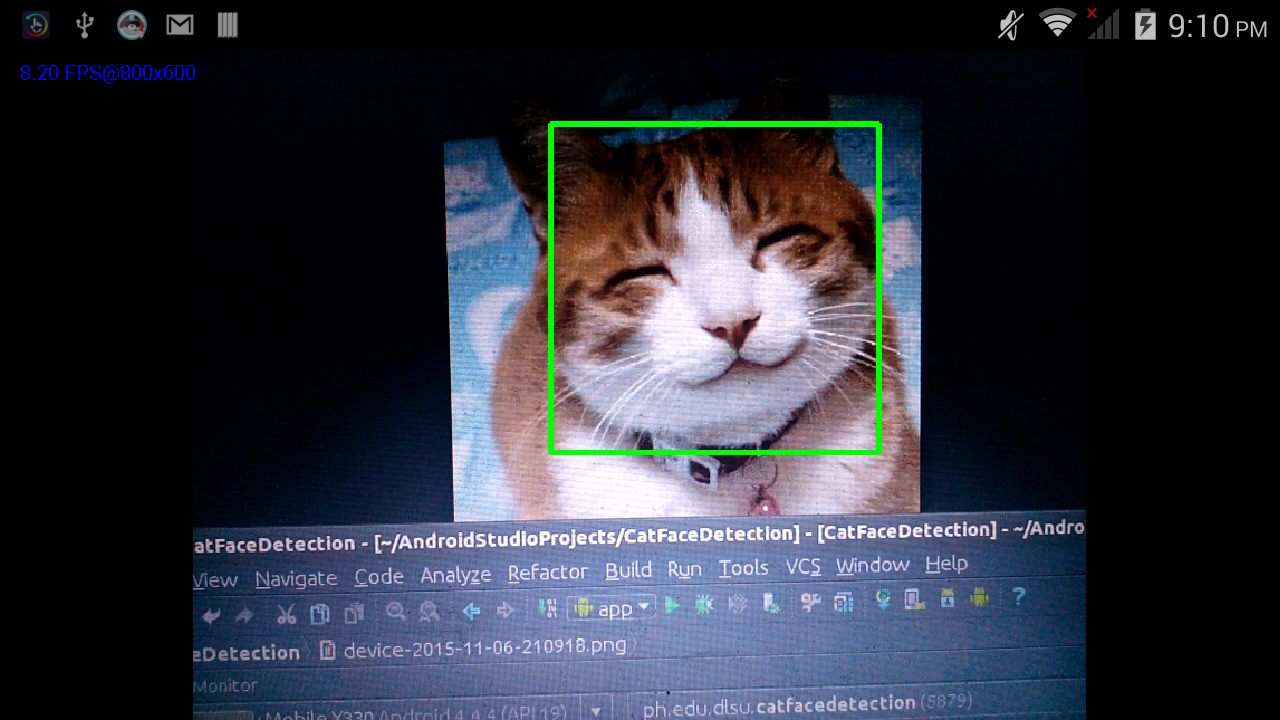 9:10 PM
8.20 FPS@800x600
atFaceDetection - [~/AndroidStudioProjects/CatFaceDetection] - [CatFaceDetection] - ~/Andro
View Navigate Code Analyze Refactor Build Run Tools VCS Window Help
app
eDetection device-2015-11-06-210918.png
Monitor
Mobile Y330 Android 4.4.4 (API 19) ph.edu.dlsu.catfacedetection (5879)